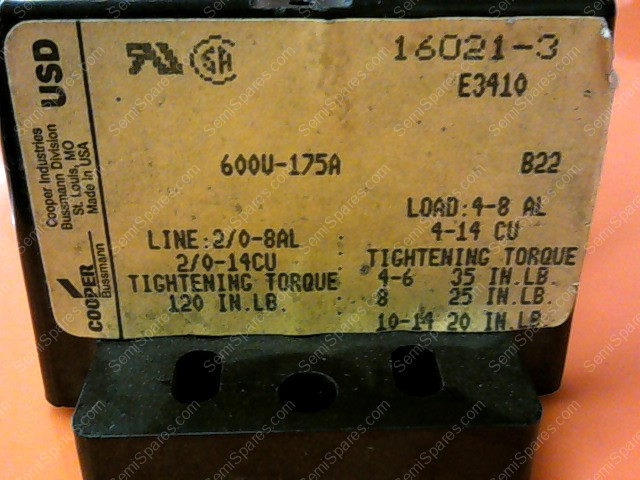 USD
Cooper Industries
Bussmann Division
St. Louis, MO
Made in USA
COOPER
Bussmann
16021-3
E3410
600V-175A
B22
LINE:2/0-8AL
2/0-14CU
TIGHTENING TORQUE
120 IN.LB.
LOAD:4-8 AL
4-14 CU
TIGHTENING TORQUE
4-6 35 IN.LB.
8 25 IN.LB.
10-14 20 IN LB.
SemiSpares.com